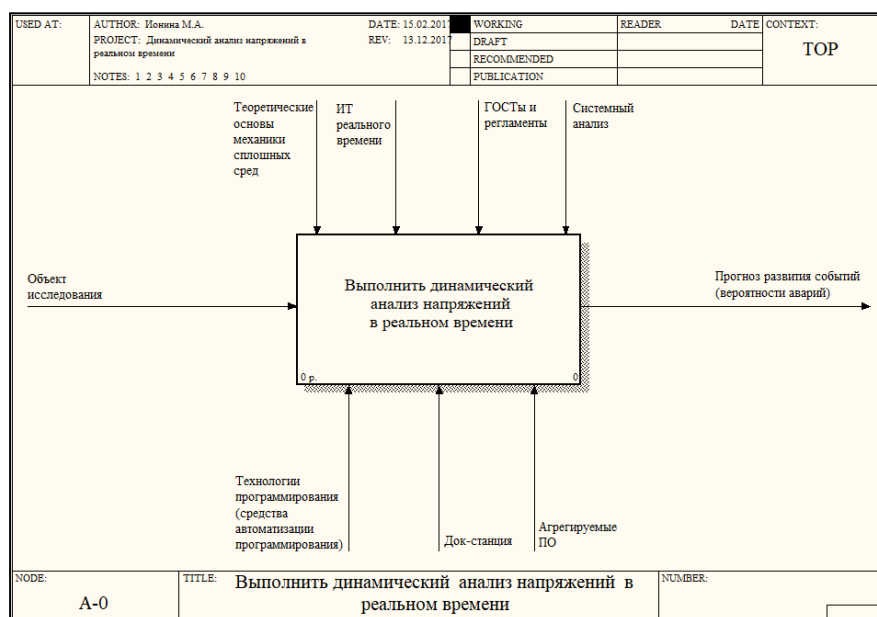 USED AT:
AUTHOR: Ионина М.А.
DATE: 15.02.2017
PROJECT: Динамический анализ напряжений в
реальном времени
REV: 13.12.2017
NOTES: 1 2 3 4 5 6 7 8 9 10
WORKING
DRAFT
RECOMMENDED
PUBLICATION
READER DATE
CONTEXT:
TOP
Теоретические
основы
механики
сплошных
сред
ИТ
реального
времени
ГОСТы и
регламенты
Системный
анализ
Объект
исследования
Выполнить динамический
анализ напряжений
в реальном времени
0 р.
0
Прогноз развития событий
(вероятности аварий)
Технологии
программирования
(средства
автоматизации
программирования)
Док-станция
Агрегируемые
ПО
NODE:
A-0
TITLE:
Выполнить динамический анализ напряжений в
реальном времени
NUMBER: